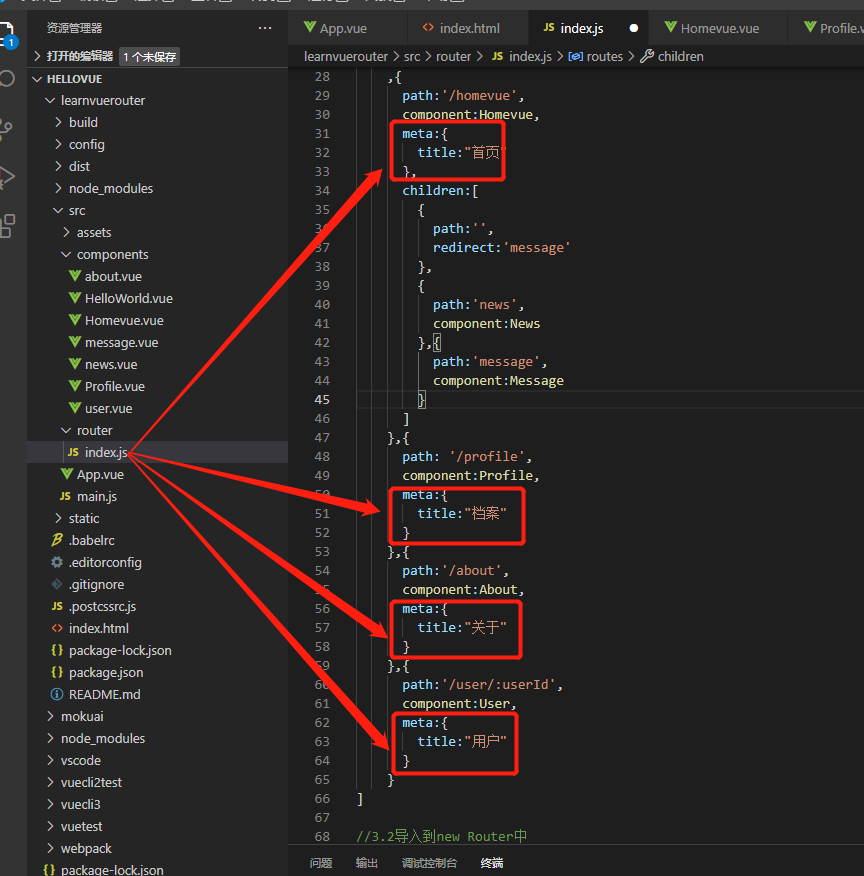 资源管理器
···
打开的编辑器
1 个未保存
HELLOVUE
learnvuerouter
build
config
dist
node_modules
src
assets
components
about.vue
HelloWorld.vue
Homevue.vue
message.vue
news.vue
Profile.vue
user.vue
router
JS index.js
App.vue
JS main.js
static
.babelrc
.editorconfig
.gitignore
JS .postcssrc.js
<> index.html
{} package-lock.json
{} package.json
README.md
mokuai
node_modules
vscode
vuecli2test
vuecli3
vuetest
webpack
{} package-lock.json
1
App.vue
<> index.html
JS index.js ●
Homevue.vue
Profile.v
learnvuerouter > src > router > JS index.js > routes > children
28 ,{
29 path:'/homevue',
30 component:Homevue,
31 meta:{
32 title:"首页"
33 },
34 children:[
35 {
36 path:'',
37 redirect:'message'
38 },
39 {
40 path:'news',
41 component:News
42 },{
43 path:'message',
44 component:Message
45 }
46 ]
47 },{
48 path: '/profile',
49 component:Profile,
50 meta:{
51 title:"档案"
52 }
53 },{
54 path:'/about',
55 component:About,
56 meta:{
57 title:"关于"
58 }
59 },{
60 path:'/user/:userId',
61 component:User,
62 meta:{
63 title:"用户"
64 }
65 }
66 ]
67
68 //3.2导入到new Router中
问题 输出 调试控制台 终端